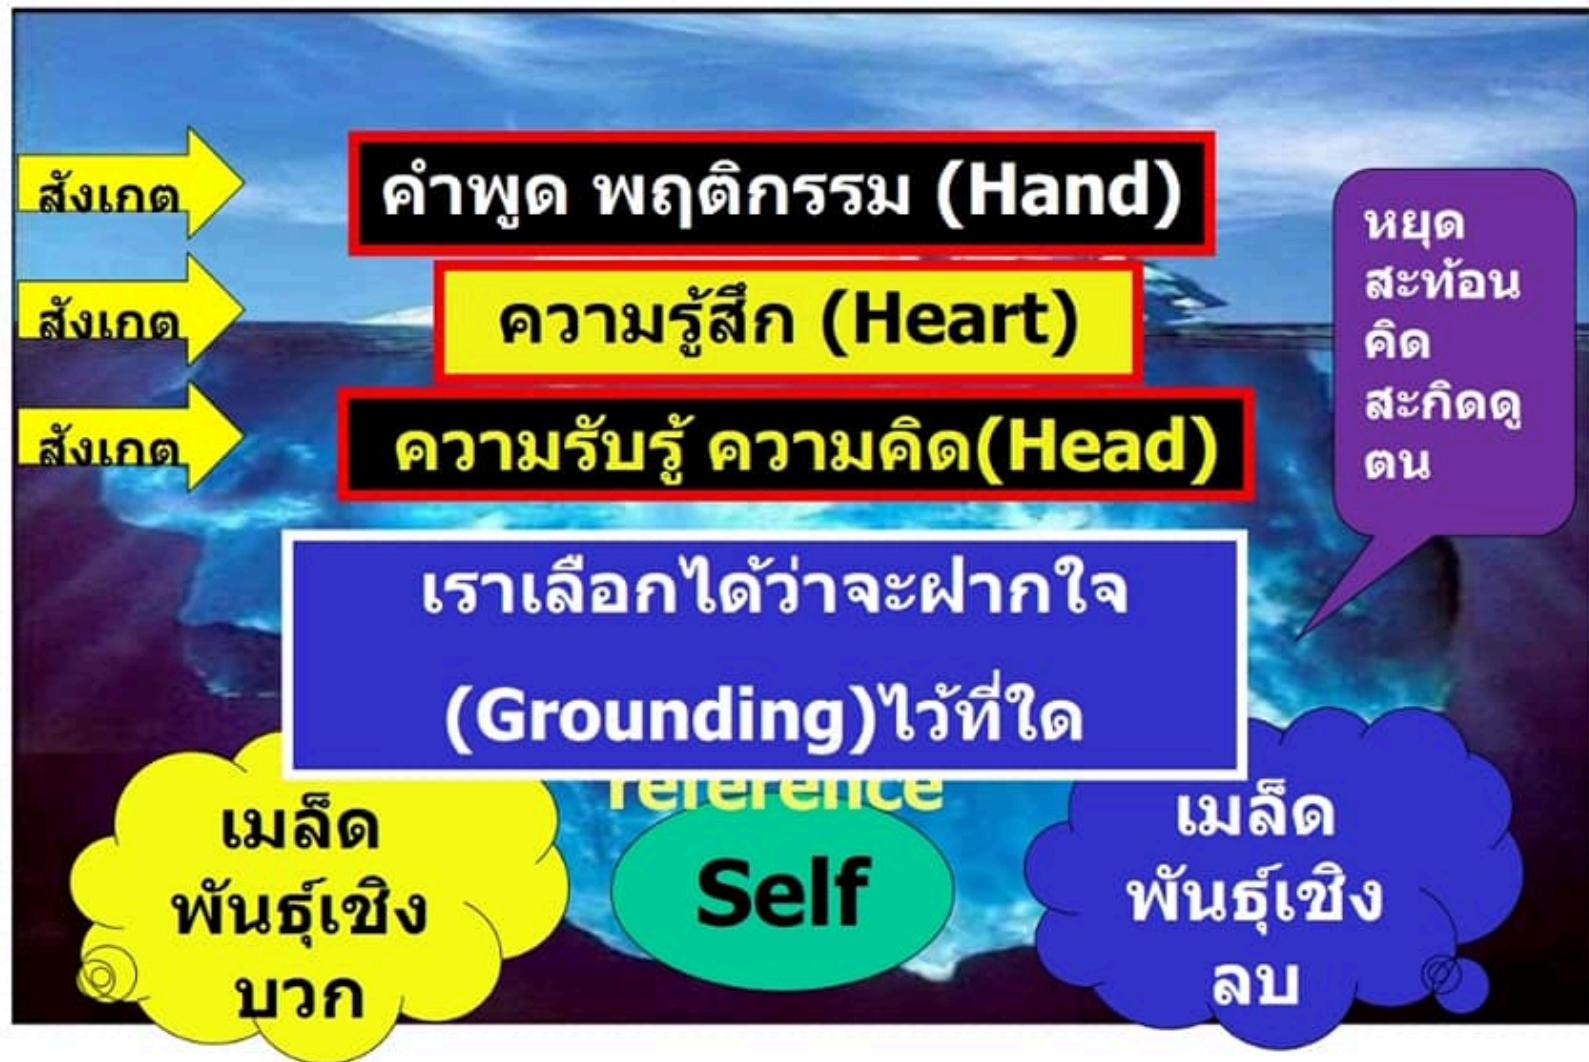 สังเกต
คำพูด พฤติกรรม (Hand)
สังเกต
ความรู้สึก (Heart)
สังเกต
ความรับรู้ ความคิด(Head)
หยุด
สะท้อน
คิด
สะกิดดู
ตน
เราเลือกได้ว่าจะฝากใจ
(Grounding)ไว้ที่ใด
reference
เมล็ด
พันธุ์เชิง
บวก
Self
เมล็ด
พันธุ์เชิง
ลบ